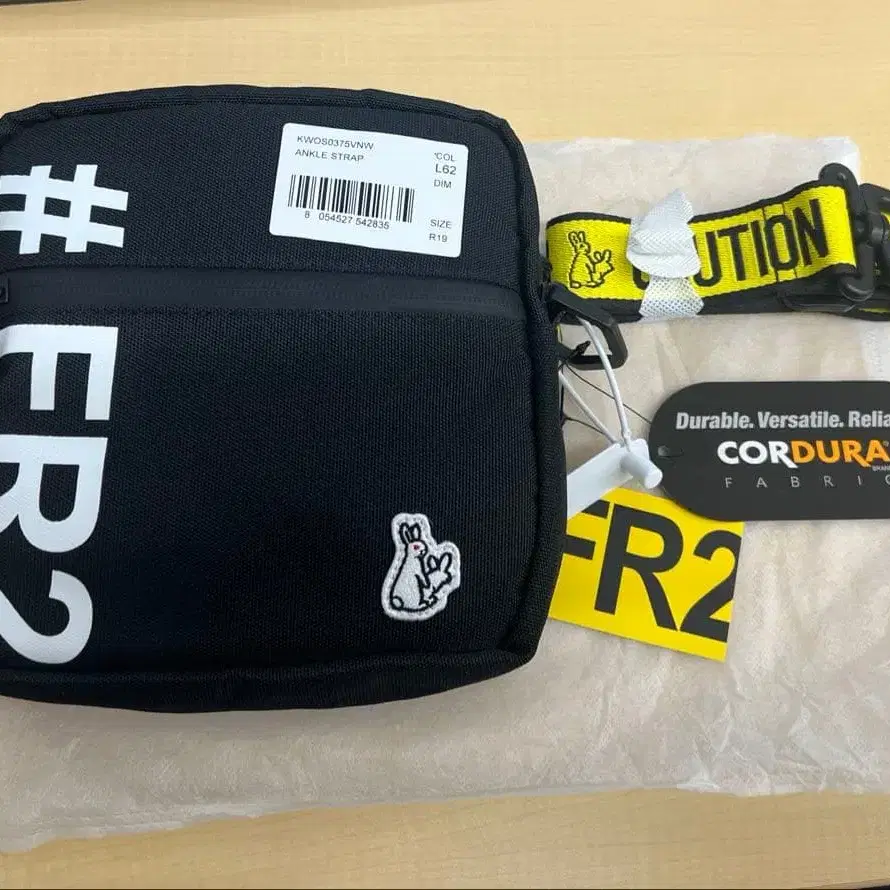 #FR2
KWOS0375VNW
ANKLE STRAP
'COL
L62
DIM
8 054527 542835
SIZE
R19
CAUTION
Durable. Versatile. Relia
CORDURA
BRAN
FABRIC
FR2